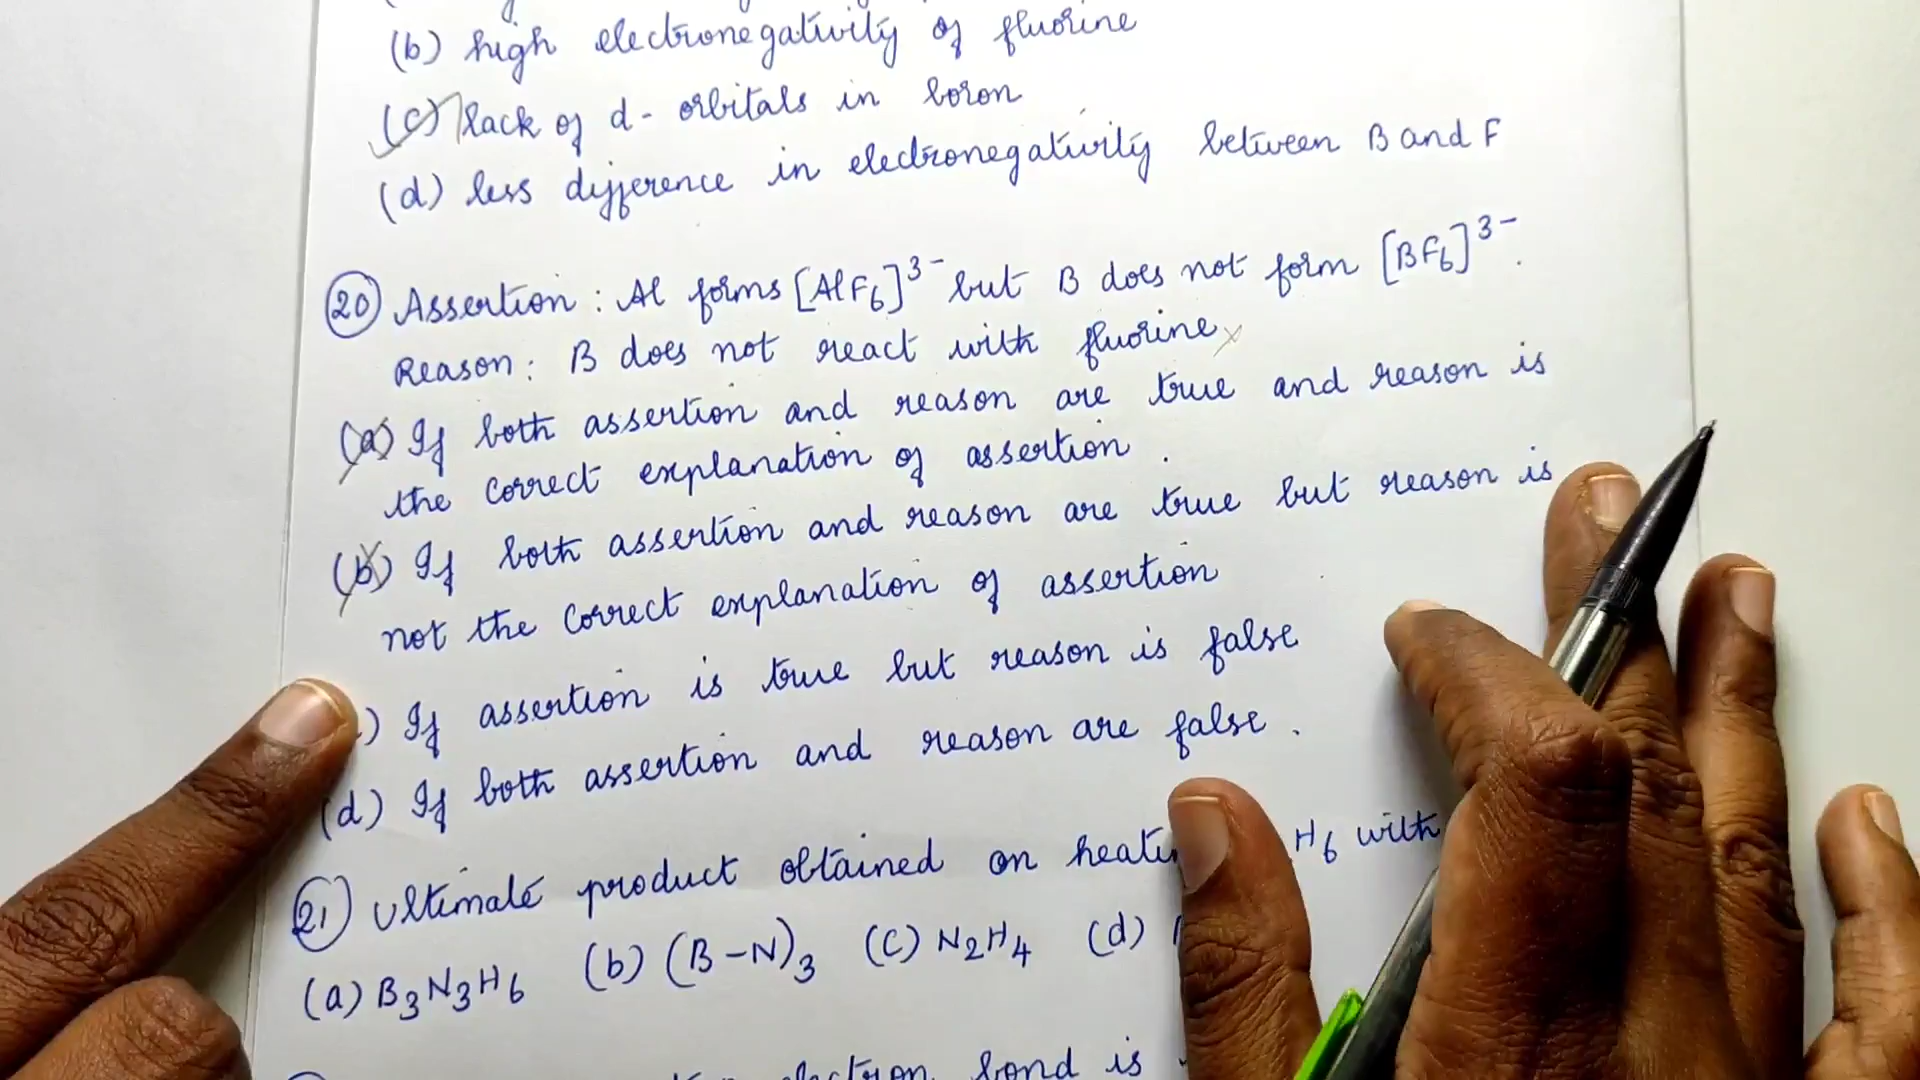 (b) high electronegativity of fluorine
(c) lack of d- orbitals in boron
(d) less difference in electronegativity between B and F
(20) Assertion : Al forms [AlF6]3- but B does not form [BF6]3- .
Reason : B does not react with fluorine
(a) If both assertion and reason are true and reason is
the correct explanation of assertion .
(b) If both assertion and reason are true but reason is
not the correct explanation of assertion
) If assertion is true but reason is false
(d) If both assertion and reason are false .
(21) Ultimate product obtained on H6 with
(a) B3N3H6 (b) (B-N)3 (c) N2H4 (d)
bond is